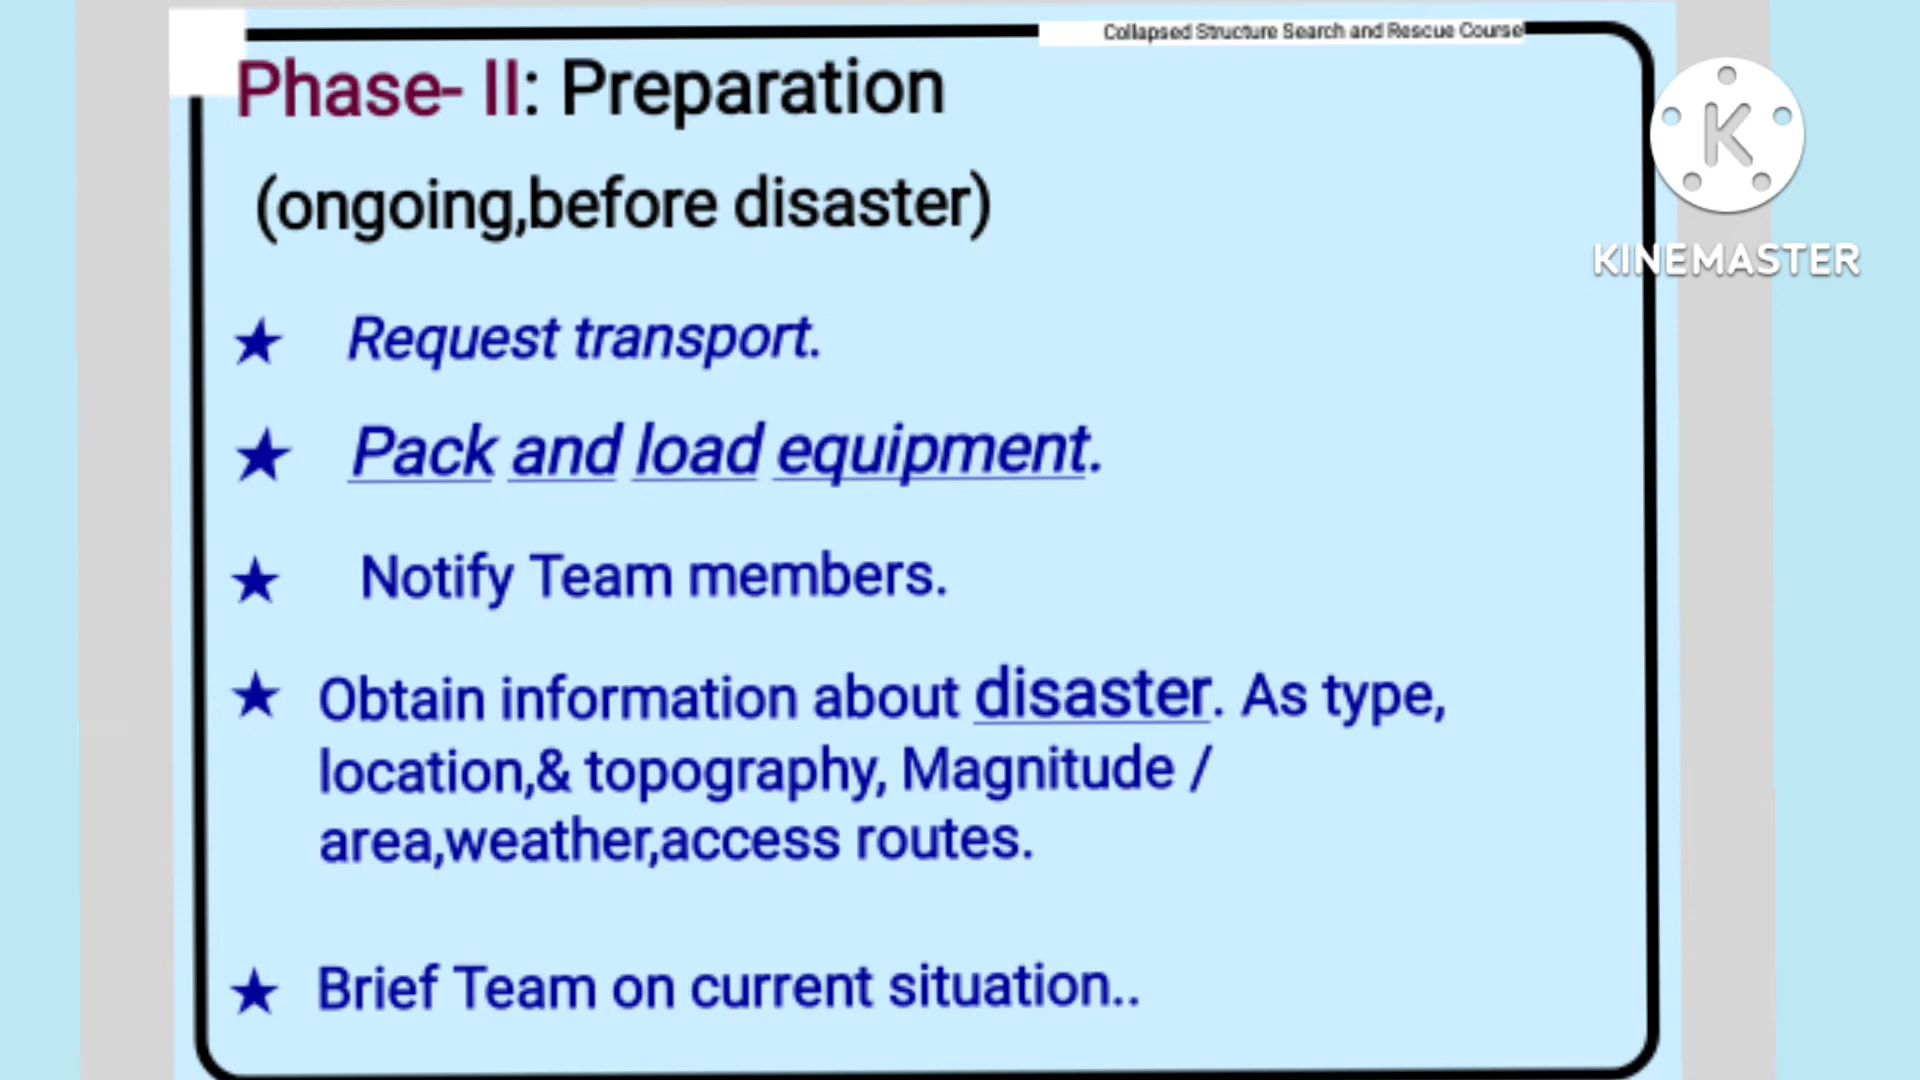 Collapsed Structure Search and Rescue Course
Phase- II: Preparation
(ongoing,before disaster)
★ Request transport.
★ Pack and load equipment.
★ Notify Team members.
★ Obtain information about disaster. As type,
location,& topography, Magnitude /
area,weather,access routes.
★ Brief Team on current situation..
K
KINEMASTER